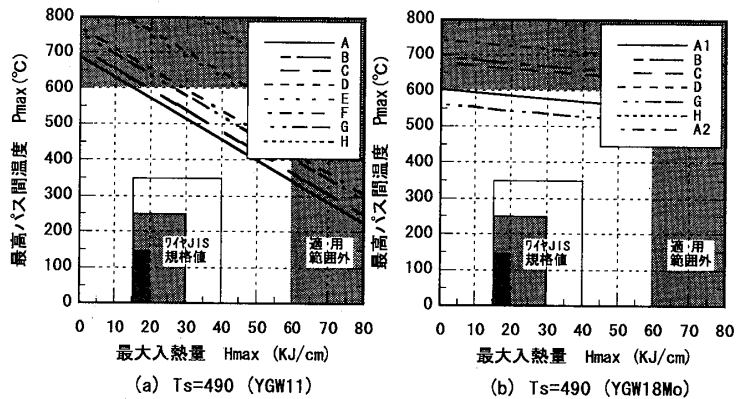 最高パス間温度 Pmax(℃)
800
700
600
500
400
300
200
100
0
A
B
C
D
E
F
G
H
ワイヤJIS
規格値
適・用
範囲外
0 10 20 30 40 50 60 70 80
最大入熱量 Hmax (KJ/cm)
(a) Ts=490 (YGW11)
最高パス間温度 Pmax(℃)
800
700
600
500
400
300
200
100
0
A1
B
C
D
G
H
A2
ワイヤJIS
規格値
適・用
範囲外
0 10 20 30 40 50 60 70 80
最大入熱量 Hmax (KJ/cm)
(b) Ts=490 (YGW18Mo)